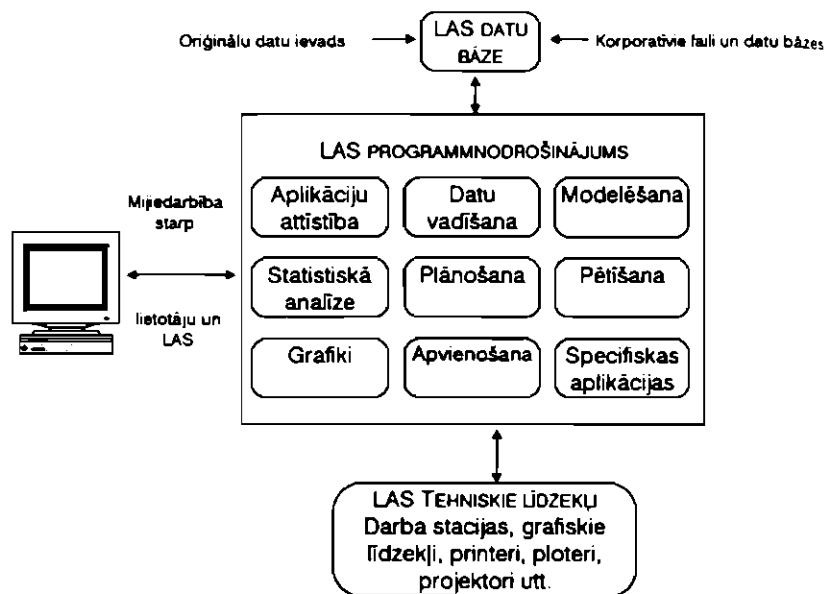 LAS DATU
BĀZE
Oriģinālu datu ievads
Korporatīvie faili un datu bāzes
LAS PROGRAMMNODROŠINĀJUMS
Aplikāciju
attīstība
Datu
vadīšana
Modelēšana
Mijiedarbība
starp
Statistiskā
analīze
Plānošana
Pētīšana
lietotāju un
LAS
Grafiki
Apvienošana
Specifiskas
aplikācijas
LAS TEHNISKIE LĪDZEKĻI
Darba stacijas, grafiskie
līdzekļi, printeri, ploteri,
projektori utt.